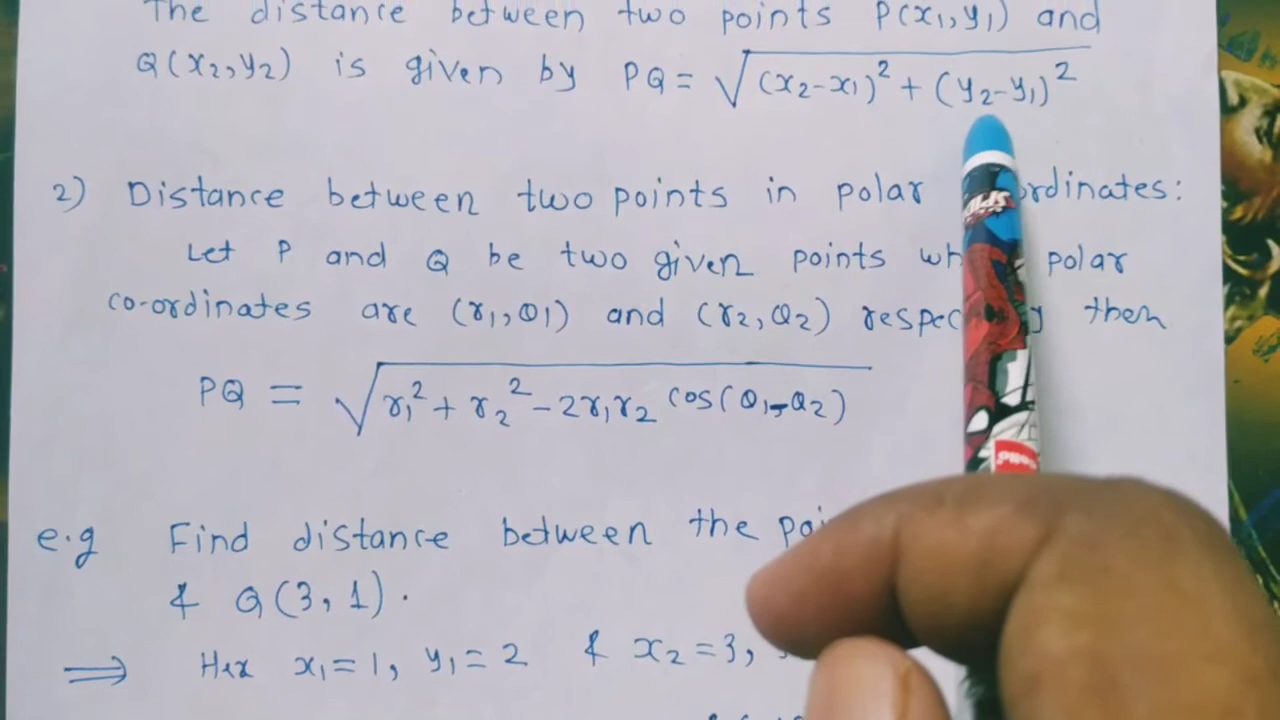 The distance between two points P(x₁,y₁) and
Q(x₂,y₂) is given by PQ = √(x₂-x₁)² + (y₂-y₁)²
2) Distance between two points in polar ordinates:
Let P and Q be two given points polar
co-ordinates are (r₁,θ₁) and (r₂,θ₂) then
PQ = √r₁² + r₂² - 2r₁r₂ cos(θ₁-θ₂)
e.g Find distance between the
& Q(3, 1).
⇒ Her x₁ = 1, y₁ = 2 & x₂ = 3,